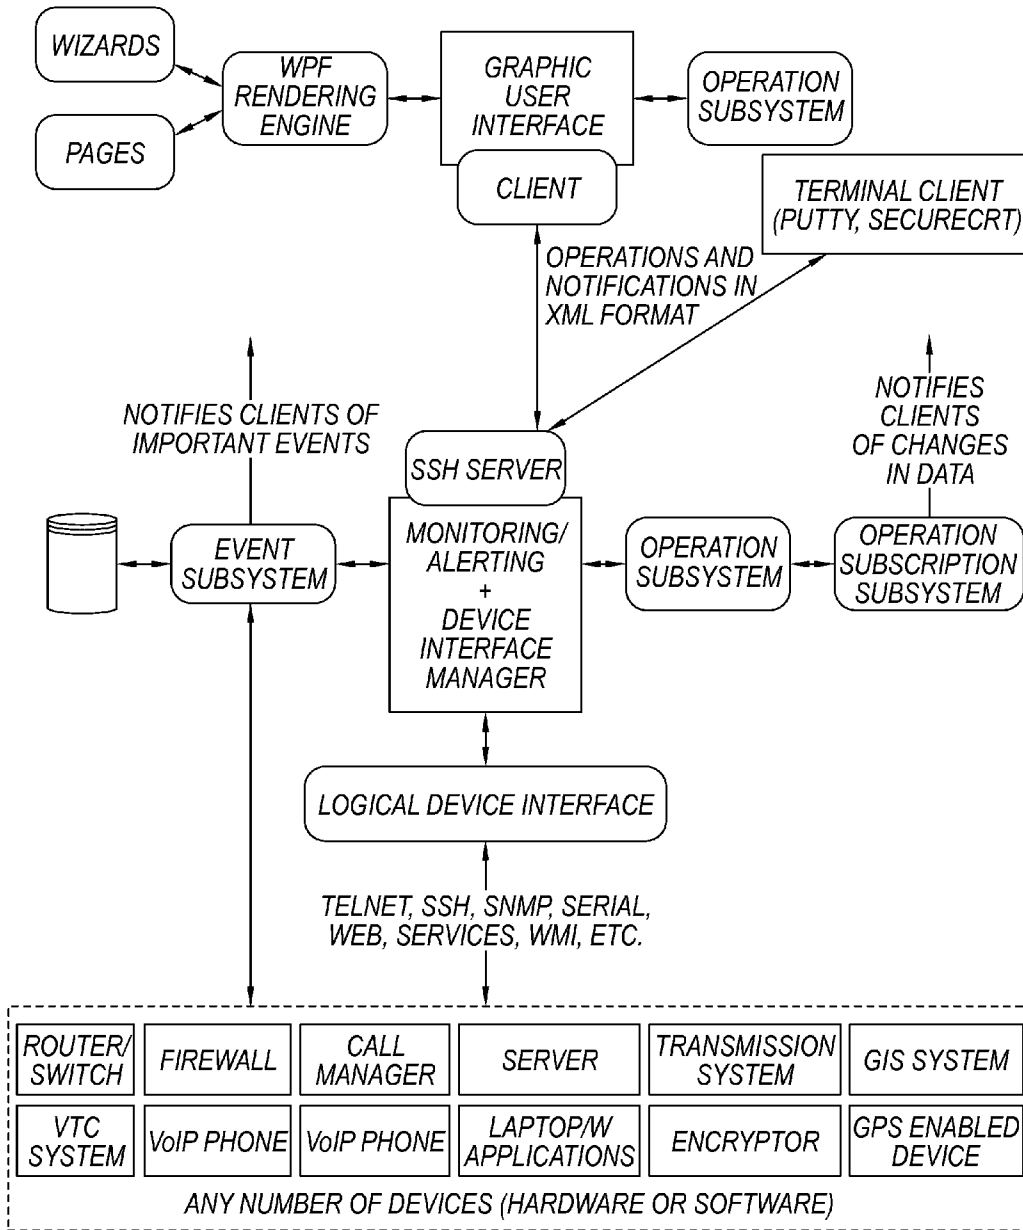 WIZARDS
PAGES
WPF
RENDERING
ENGINE
GRAPHIC
USER
INTERFACE
OPERATION
SUBSYSTEM
CLIENT
TERMINAL CLIENT
(PUTTY, SECURECRT)
OPERATIONS AND
NOTIFICATIONS IN
XML FORMAT
NOTIFIES CLIENTS OF
IMPORTANT EVENTS
NOTIFIES
CLIENTS
OF CHANGES
IN DATA
SSH SERVER
EVENT
SUBSYSTEM
MONITORING/
ALERTING
+
DEVICE
INTERFACE
MANAGER
OPERATION
SUBSYSTEM
OPERATION
SUBSCRIPTION
SUBSYSTEM
LOGICAL DEVICE INTERFACE
TELNET, SSH, SNMP, SERIAL,
WEB, SERVICES, WMI, ETC.
ROUTER/
SWITCH
FIREWALL
CALL
MANAGER
SERVER
TRANSMISSION
SYSTEM
GIS SYSTEM
VTC
SYSTEM
VoIP PHONE
VoIP PHONE
LAPTOP/W
APPLICATIONS
ENCRYPTOR
GPS ENABLED
DEVICE
ANY NUMBER OF DEVICES (HARDWARE OR SOFTWARE)